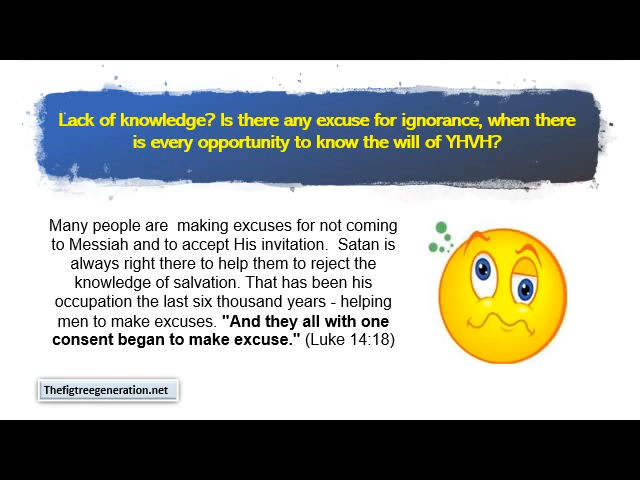 Lack of knowledge? Is there any excuse for ignorance, when there
is every opportunity to know the will of YHVH?
Many people are  making excuses for not coming
to Messiah and to accept His invitation.  Satan is
always right there to help them to reject the
knowledge of salvation. That has been his
occupation the last six thousand years - helping
men to make excuses. "And they all with one
consent began to make excuse." (Luke 14:18)
Thefigtreegeneration.net